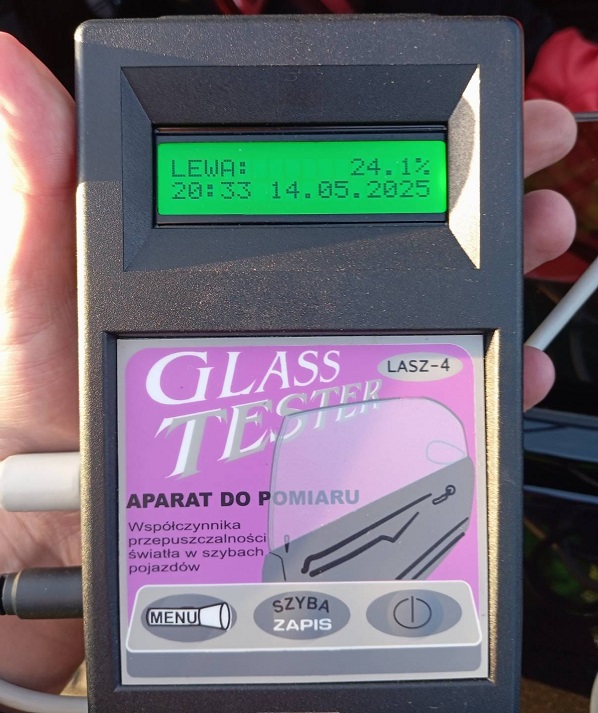 LEWA: 24.1%
20:33 14.05.2025
GLASS
TESTER
LASZ-4
APARAT DO POMIARU
Współczynnika
przepuszczalności
światła w szybach
pojazdów
MENU
SZYBA
ZAPIS